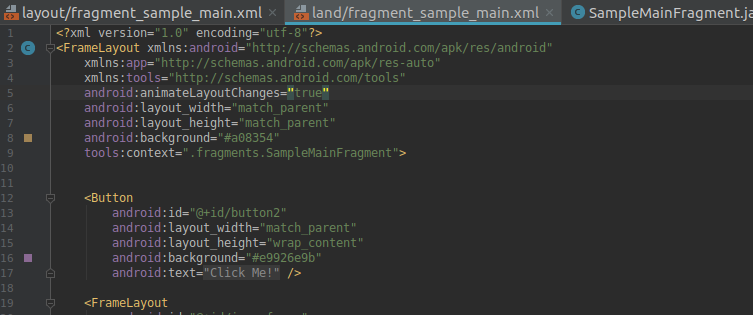 layout/fragment_sample_main.xml × land/fragment_sample_main.xml × SampleMainFragment.ja
1 <?xml version="1.0" encoding="utf-8"?>
2 <FrameLayout xmlns:android="http://schemas.android.com/apk/res/android"
3 xmlns:app="http://schemas.android.com/apk/res-auto"
4 xmlns:tools="http://schemas.android.com/tools"
5 android:animateLayoutChanges="true"
6 android:layout_width="match_parent"
7 android:layout_height="match_parent"
8 android:background="#a08354"
9 tools:context=".fragments.SampleMainFragment">
10
11
12 <Button
13 android:id="@+id/button2"
14 android:layout_width="match_parent"
15 android:layout_height="wrap_content"
16 android:background="#e9926e9b"
17 android:text="Click Me!" />
18
19 <FrameLayout